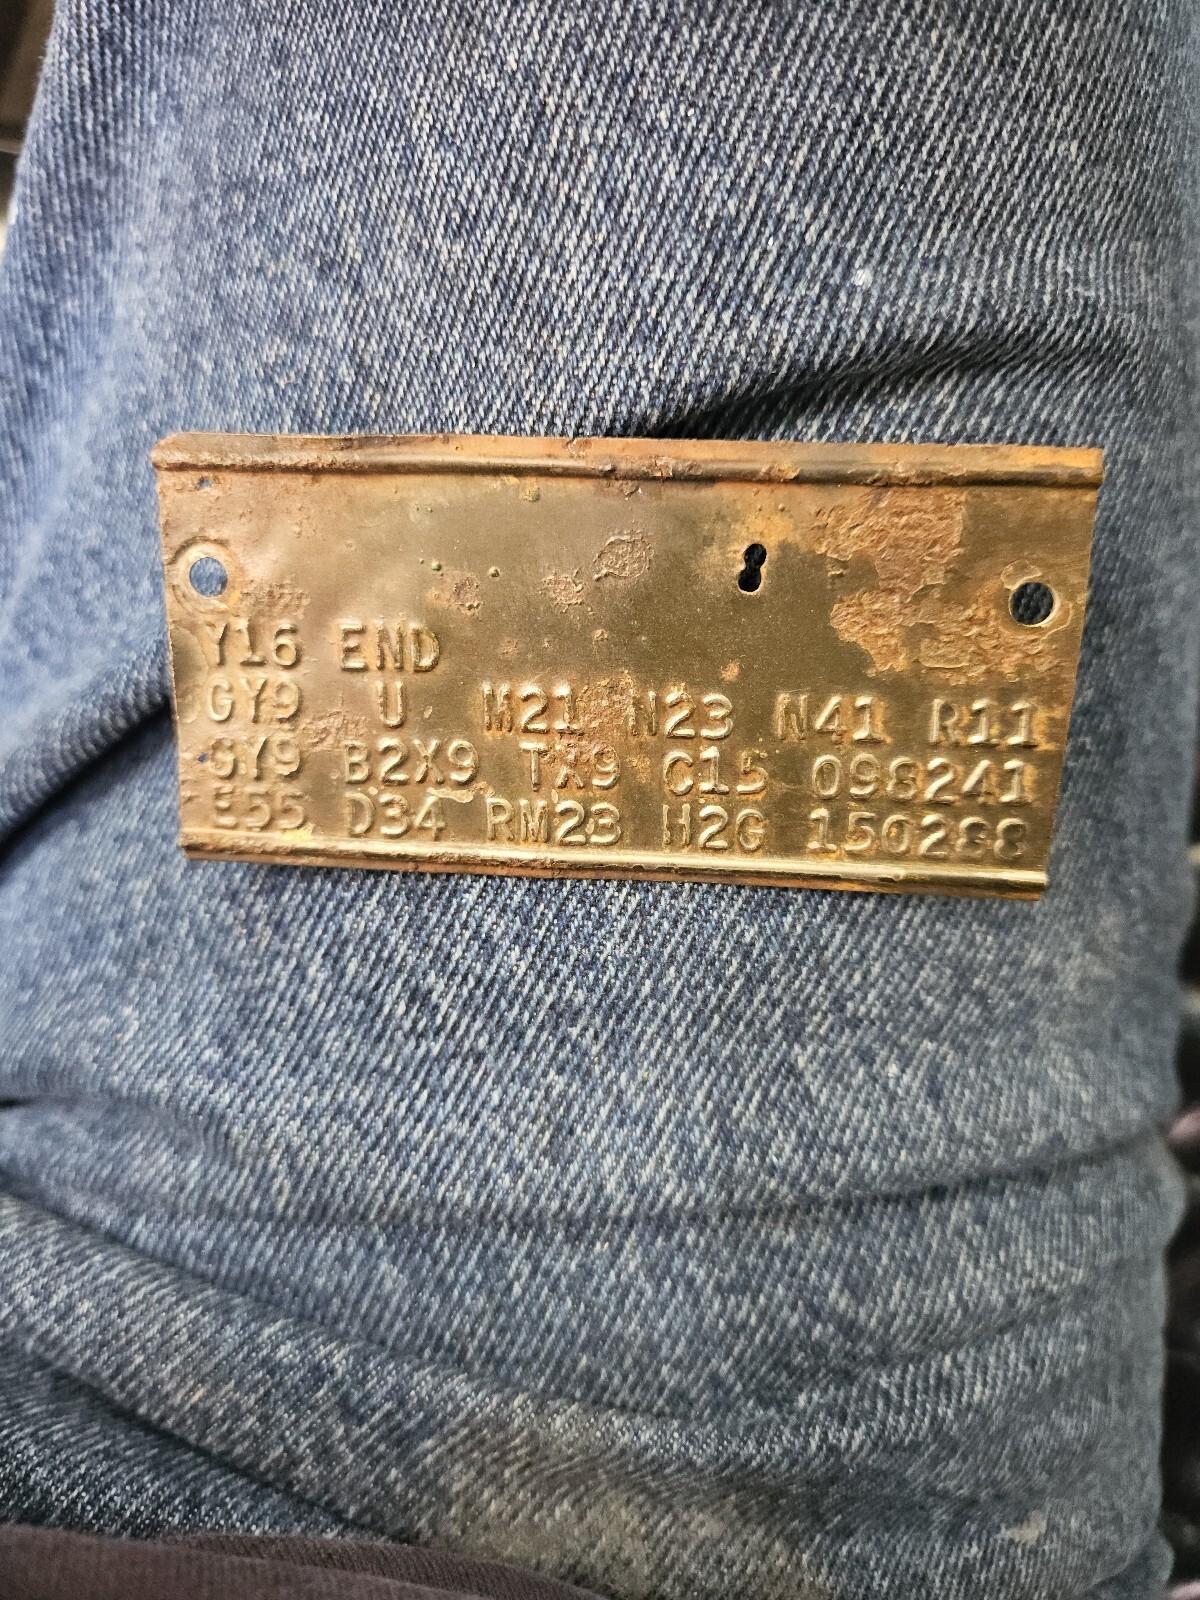 Y16 END
GY9 U M21 N23 N41 R11
GY9 B2X9 TX9 C15 098241
E55 D34 RM23 H2G 150288